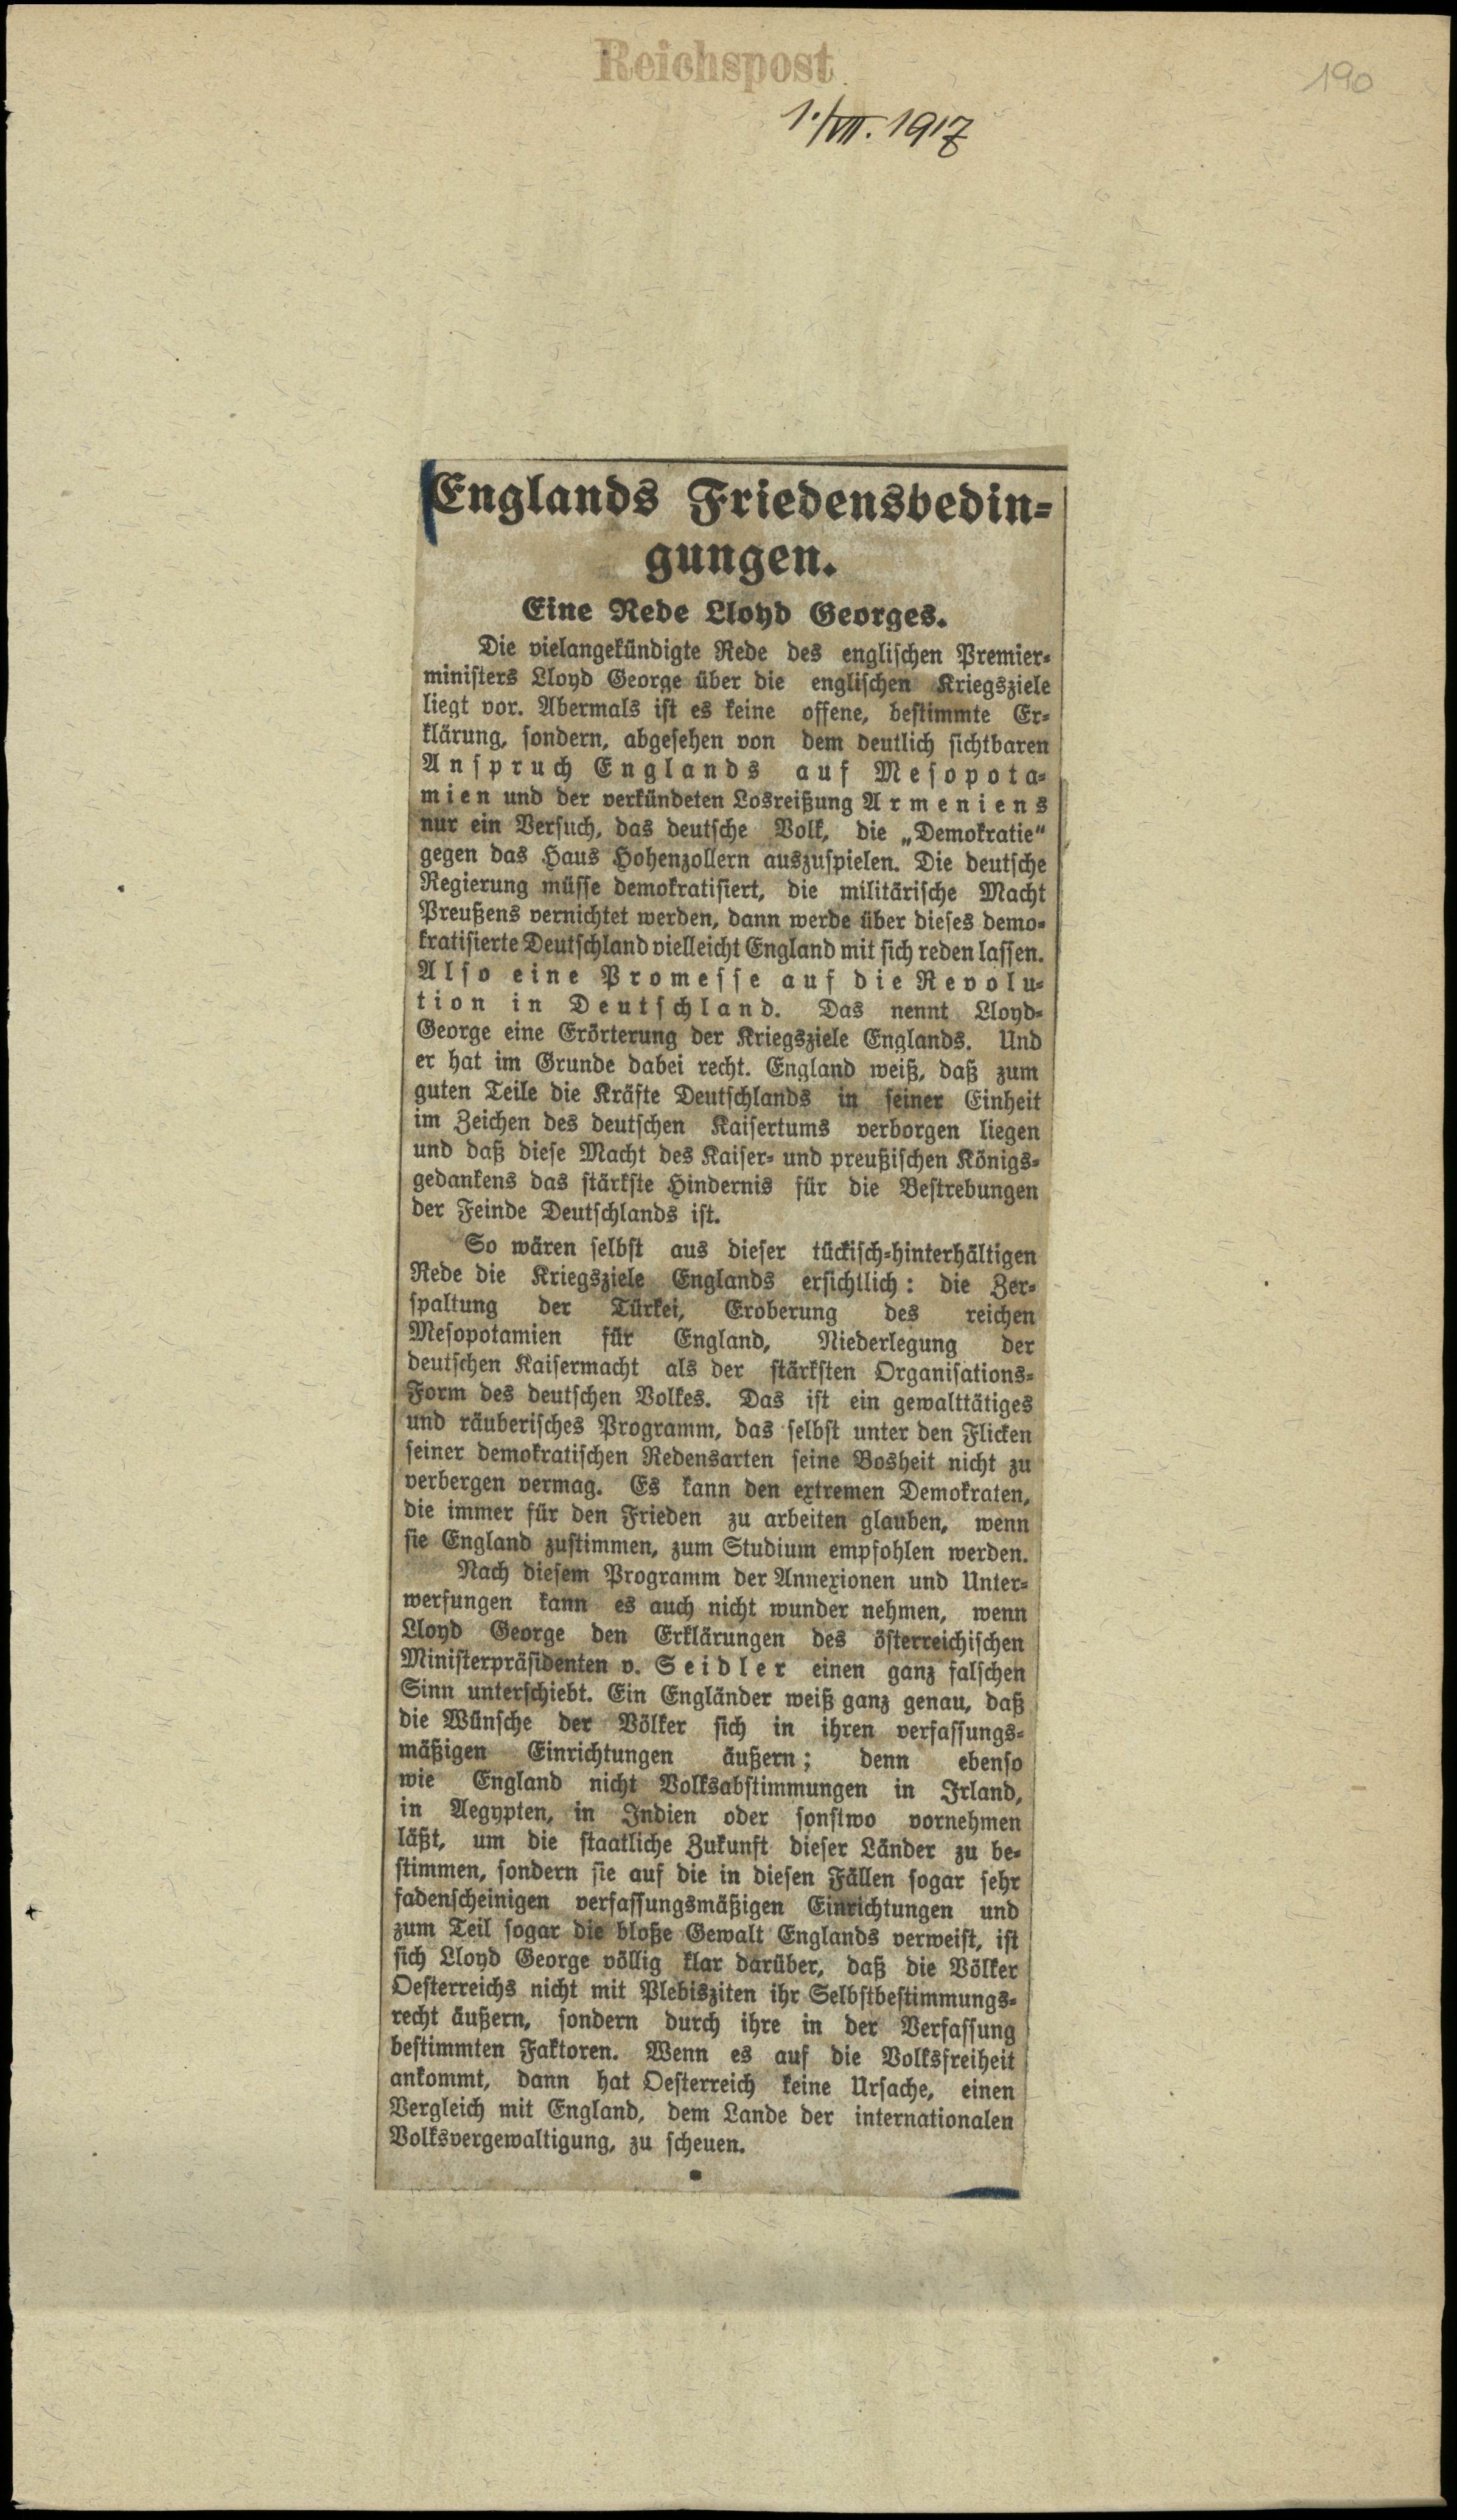 Reichspost
190
1./VII. 1917
Englands Friedensbedin-
gungen.
Eine Rede Lloyd Georges.
Die vielangekündigte Rede des englischen Premier-
ministers Lloyd George über die englischen Kriegsziele
liegt vor. Abermals ist es keine offene, bestimmte Er-
klärung, sondern, abgesehen von dem deutlich sichtbaren
Anspruch Englands auf Mesopota-
mien und der verkündeten Losreißung Armeniens
nur ein Versuch, das deutsche Volk, die „Demokratie“
gegen das Haus Hohenzollern auszuspielen. Die deutsche
Regierung müsse demokratisiert, die militärische Macht
Preußens vernichtet werden, dann werde über dieses demo-
kratisierte Deutschland vielleicht England mit sich reden lassen.
Also eine Promesse auf die Revolu-
tion in Deutschland. Das nennt Lloyd-
George eine Erörterung der Kriegsziele Englands. Und
er hat im Grunde dabei recht. England weiß, daß zum
guten Teile die Kräfte Deutschlands in seiner Einheit
im Zeichen des deutschen Kaisertums verborgen liegen
und daß diese Macht des Kaiser- und preußischen Königs-
gedankens das stärkste Hindernis für die Bestrebungen
der Feinde Deutschlands ist.
So wären selbst aus dieser tückisch-hinterhältigen
Rede die Kriegsziele Englands ersichtlich: die Zer-
spaltung der Türkei, Eroberung des reichen
Mesopotamien für England, Niederlegung der
deutschen Kaisermacht als der stärksten Organisations-
Form des deutschen Volkes. Das ist ein gewalttätiges
und räuberisches Programm, das selbst unter den Flicken
seiner demokratischen Redensarten seine Bosheit nicht zu
verbergen vermag. Es kann den extremen Demokraten,
die immer für den Frieden zu arbeiten glauben, wenn
sie England zustimmen, zum Studium empfohlen werden.
Nach diesem Programm der Annexionen und Unter-
werfungen kann es auch nicht wunder nehmen, wenn
Lloyd George den Erklärungen des österreichischen
Ministerpräsidenten v. Seidler einen ganz falschen
Sinn unterschiebt. Ein Engländer weiß ganz genau, daß
die Wünsche der Völker sich in ihren verfassungs-
mäßigen Einrichtungen äußern; denn ebenso
wie England nicht Volksabstimmungen in Irland,
in Aegypten, in Indien oder sonstwo vornehmen
läßt, um die staatliche Zukunft dieser Länder zu be-
stimmen, sondern sie auf die in diesen Fällen sogar sehr
fadenscheinigen verfassungsmäßigen Einrichtungen und
zum Teil sogar die bloße Gewalt Englands verweist, ist
sich Lloyd George völlig klar darüber, daß die Völker
Oesterreichs nicht mit Plebisziten ihr Selbstbestimmungs-
recht äußern, sondern durch ihre in der Verfassung
bestimmten Faktoren. Wenn es auf die Volksfreiheit
ankommt, dann hat Oesterreich keine Ursache, einen
Vergleich mit England, dem Lande der internationalen
Volksvergewaltigung, zu scheuen.